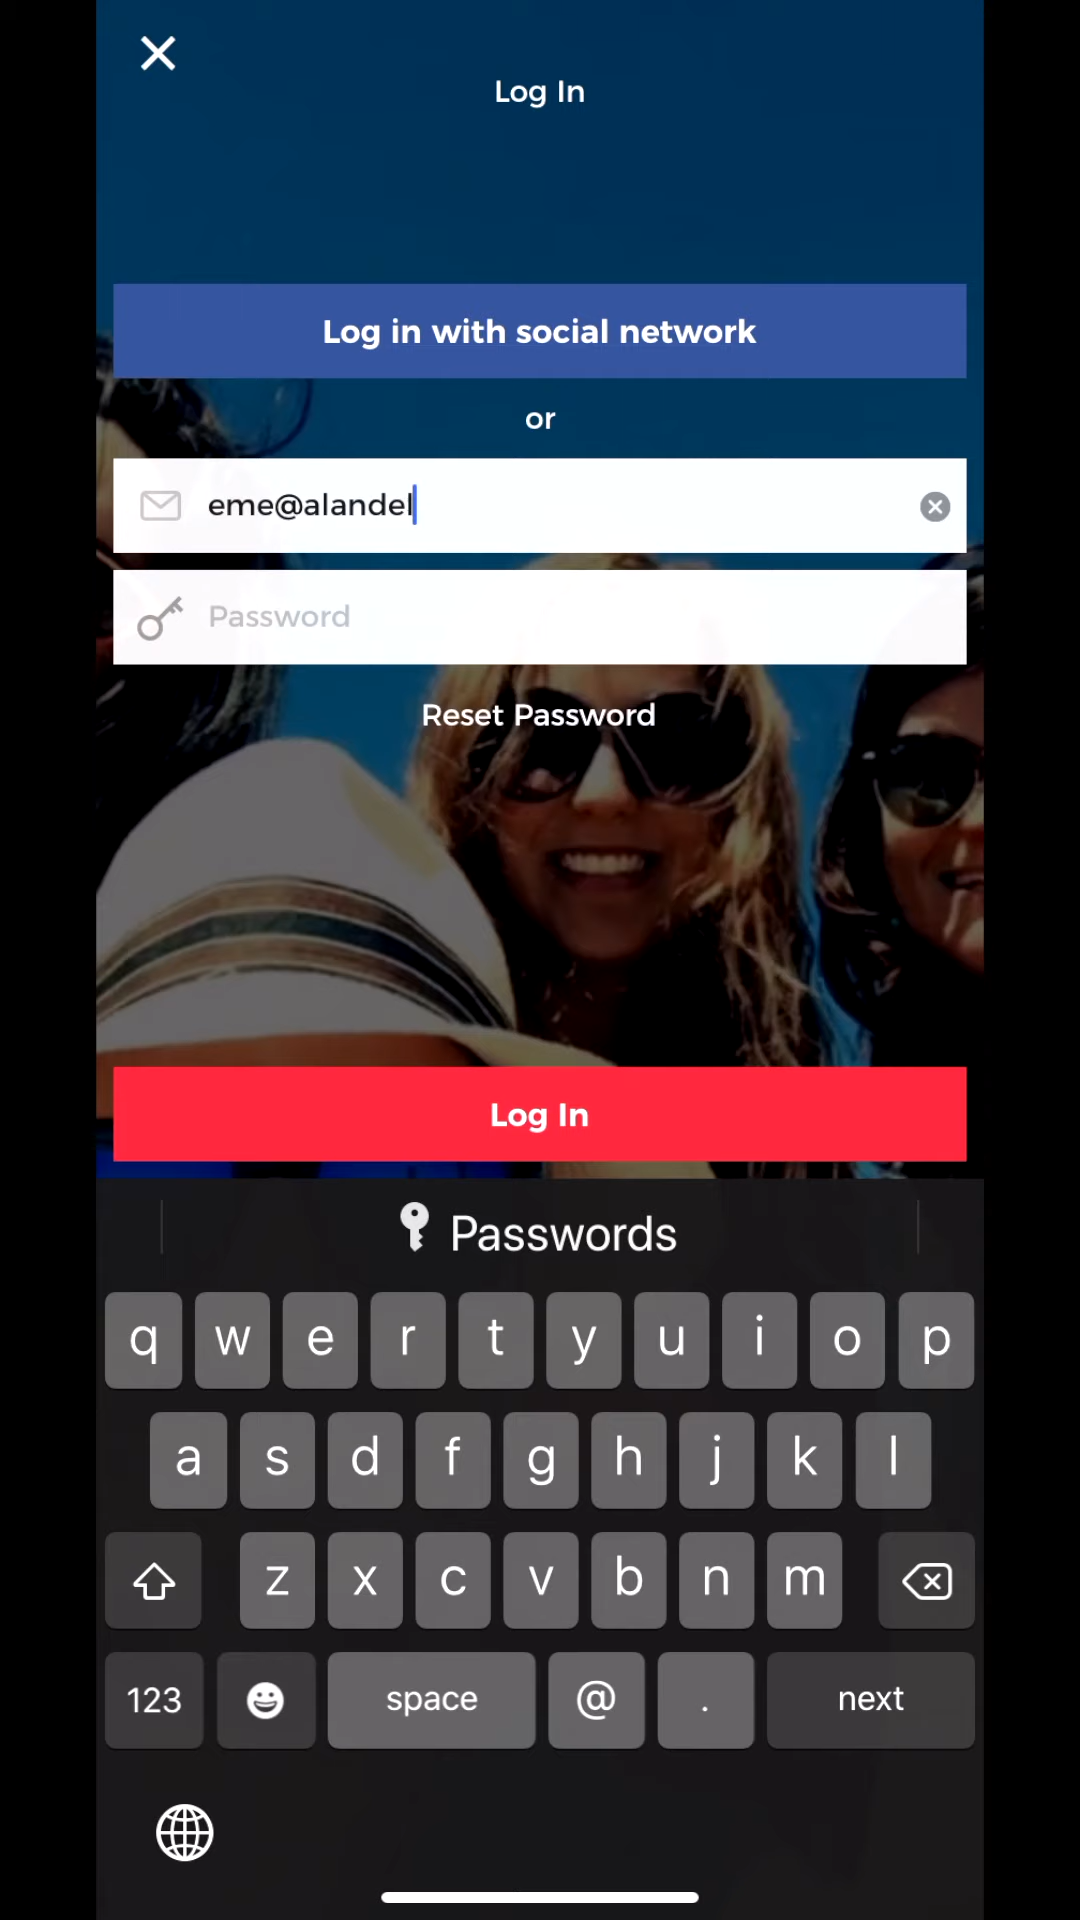 Log In
Log in with social network
or
eme@alandel
Password
Reset Password
Log In
Passwords
q w e r t y u i o p
a s d f g h j k l
z x c v b n m
123 space @ . next